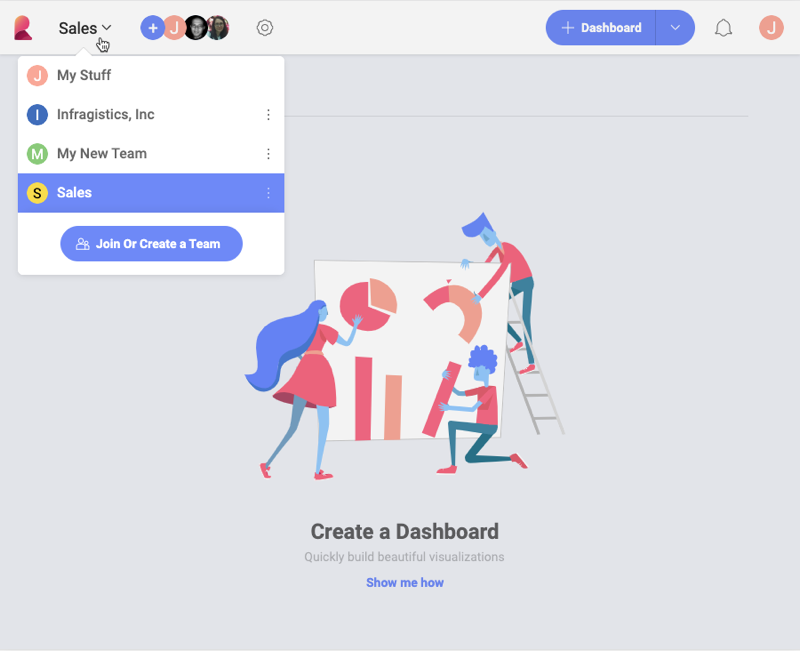 Sales
+ J
+ Dashboard
J
J My Stuff
I Infragistics, Inc
M My New Team
S Sales
Join Or Create a Team
Create a Dashboard
Quickly build beautiful visualizations
Show me how